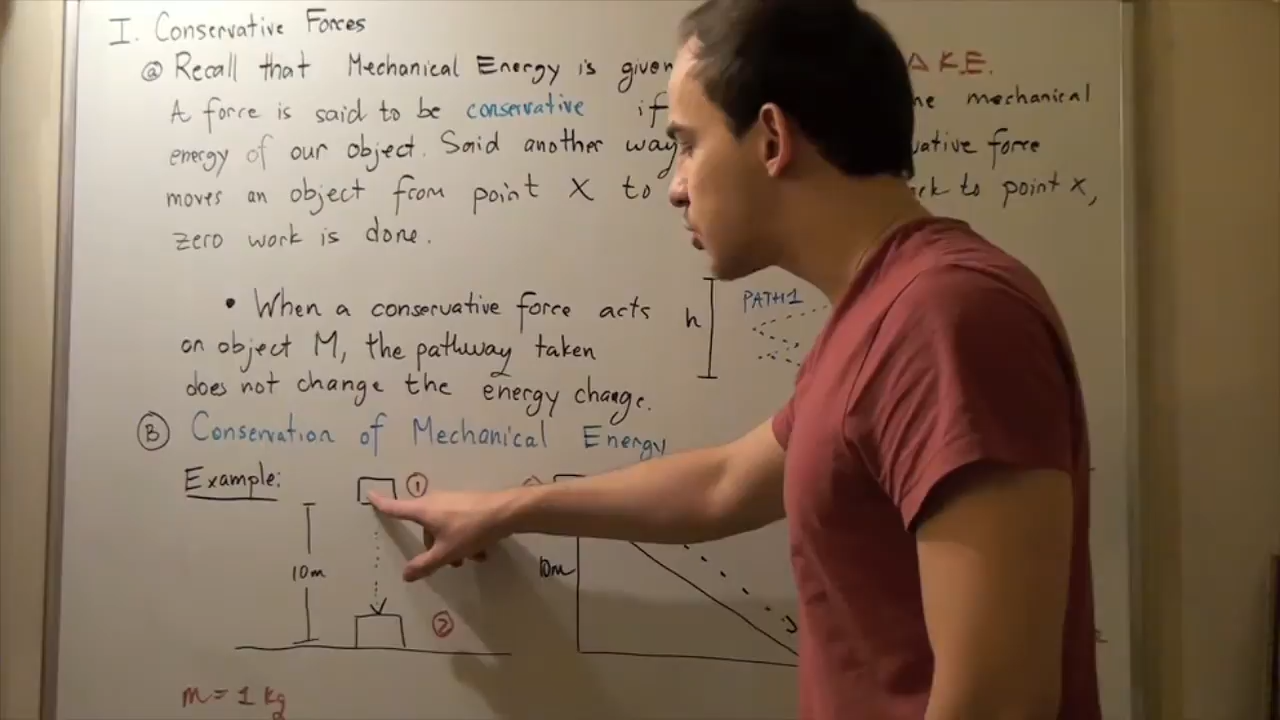 I. Conservative Forces
ⓐ Recall that Mechanical Energy is given Δ K.E.
A force is said to be conservative if mechanical
energy of our object. Said another way force
moves an object from point X to to point x,
zero work is done.
• When a conservative force acts
on object M, the pathway taken
does not change the energy change.
h
PATH 1
Ⓑ Conservation of Mechanical Energy
Example:
①
10m
②
10m
m = 1 kg